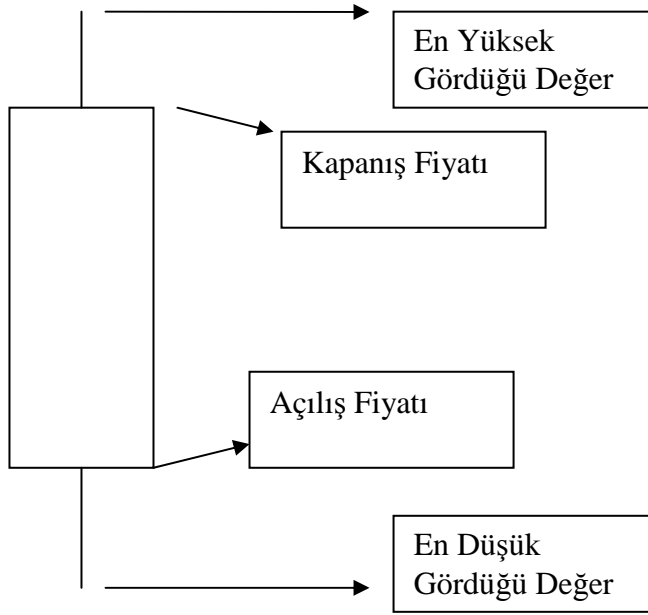 En Yüksek
Gördüğü Değer
Kapanış Fiyatı
Açılış Fiyatı
En Düşük
Gördüğü Değer